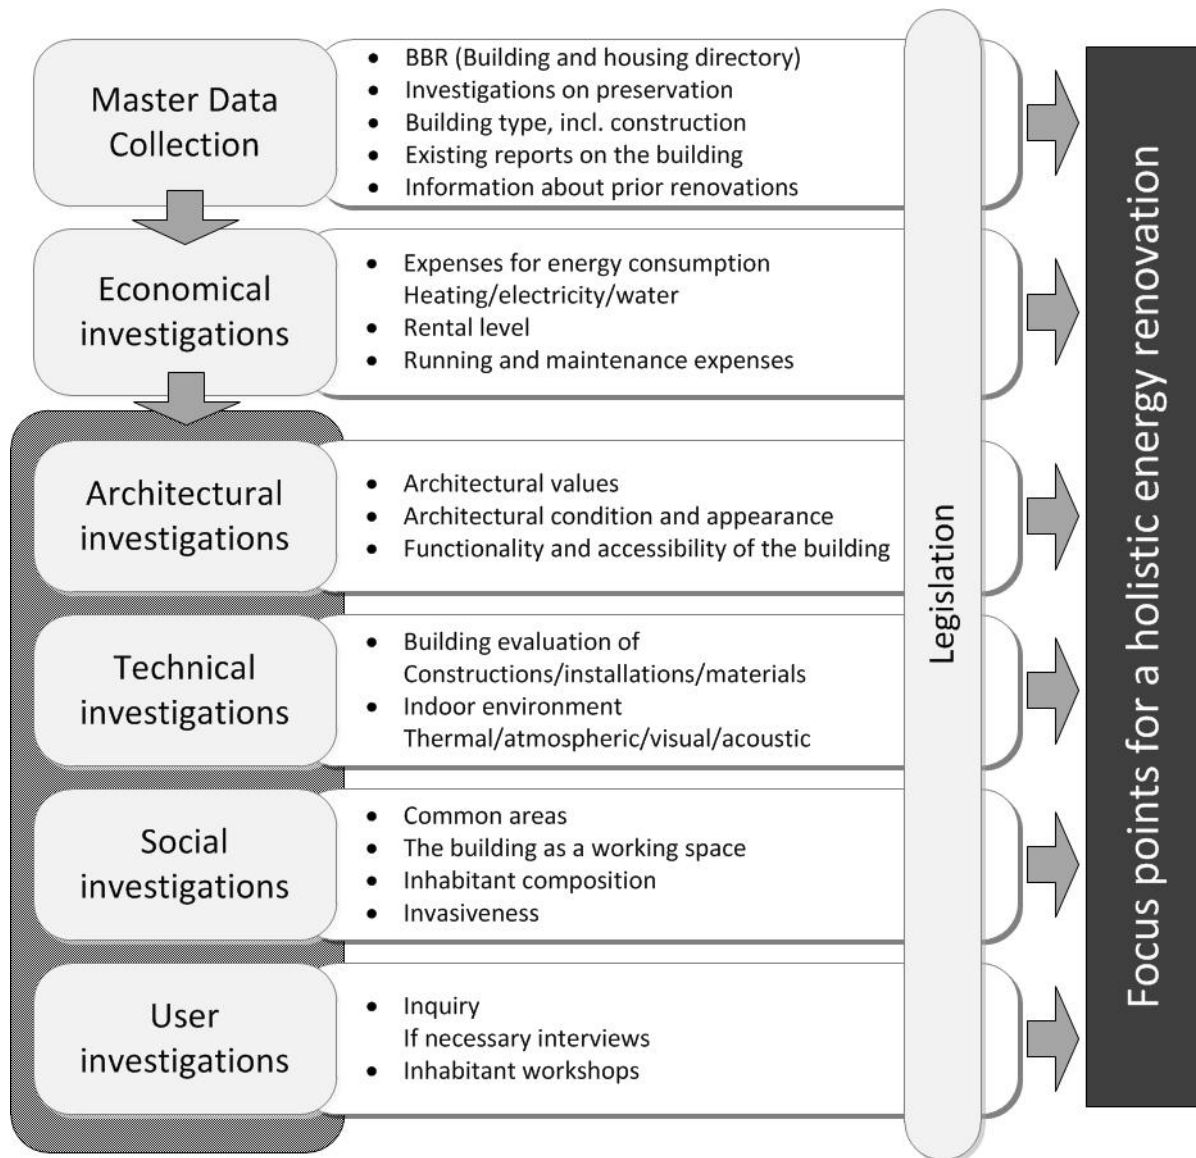 Master Data
Collection
• BBR (Building and housing directory)
• Investigations on preservation
• Building type, incl. construction
• Existing reports on the building
• Information about prior renovations
Economical
investigations
• Expenses for energy consumption
Heating/electricity/water
• Rental level
• Running and maintenance expenses
Architectural
investigations
• Architectural values
• Architectural condition and appearance
• Functionality and accessibility of the building
Technical
investigations
• Building evaluation of
Constructions/installations/materials
• Indoor environment
Thermal/atmospheric/visual/acoustic
Social
investigations
• Common areas
• The building as a working space
• Inhabitant composition
• Invasiveness
User
investigations
• Inquiry
If necessary interviews
• Inhabitant workshops
Legislation
Focus points for a holistic energy renovation